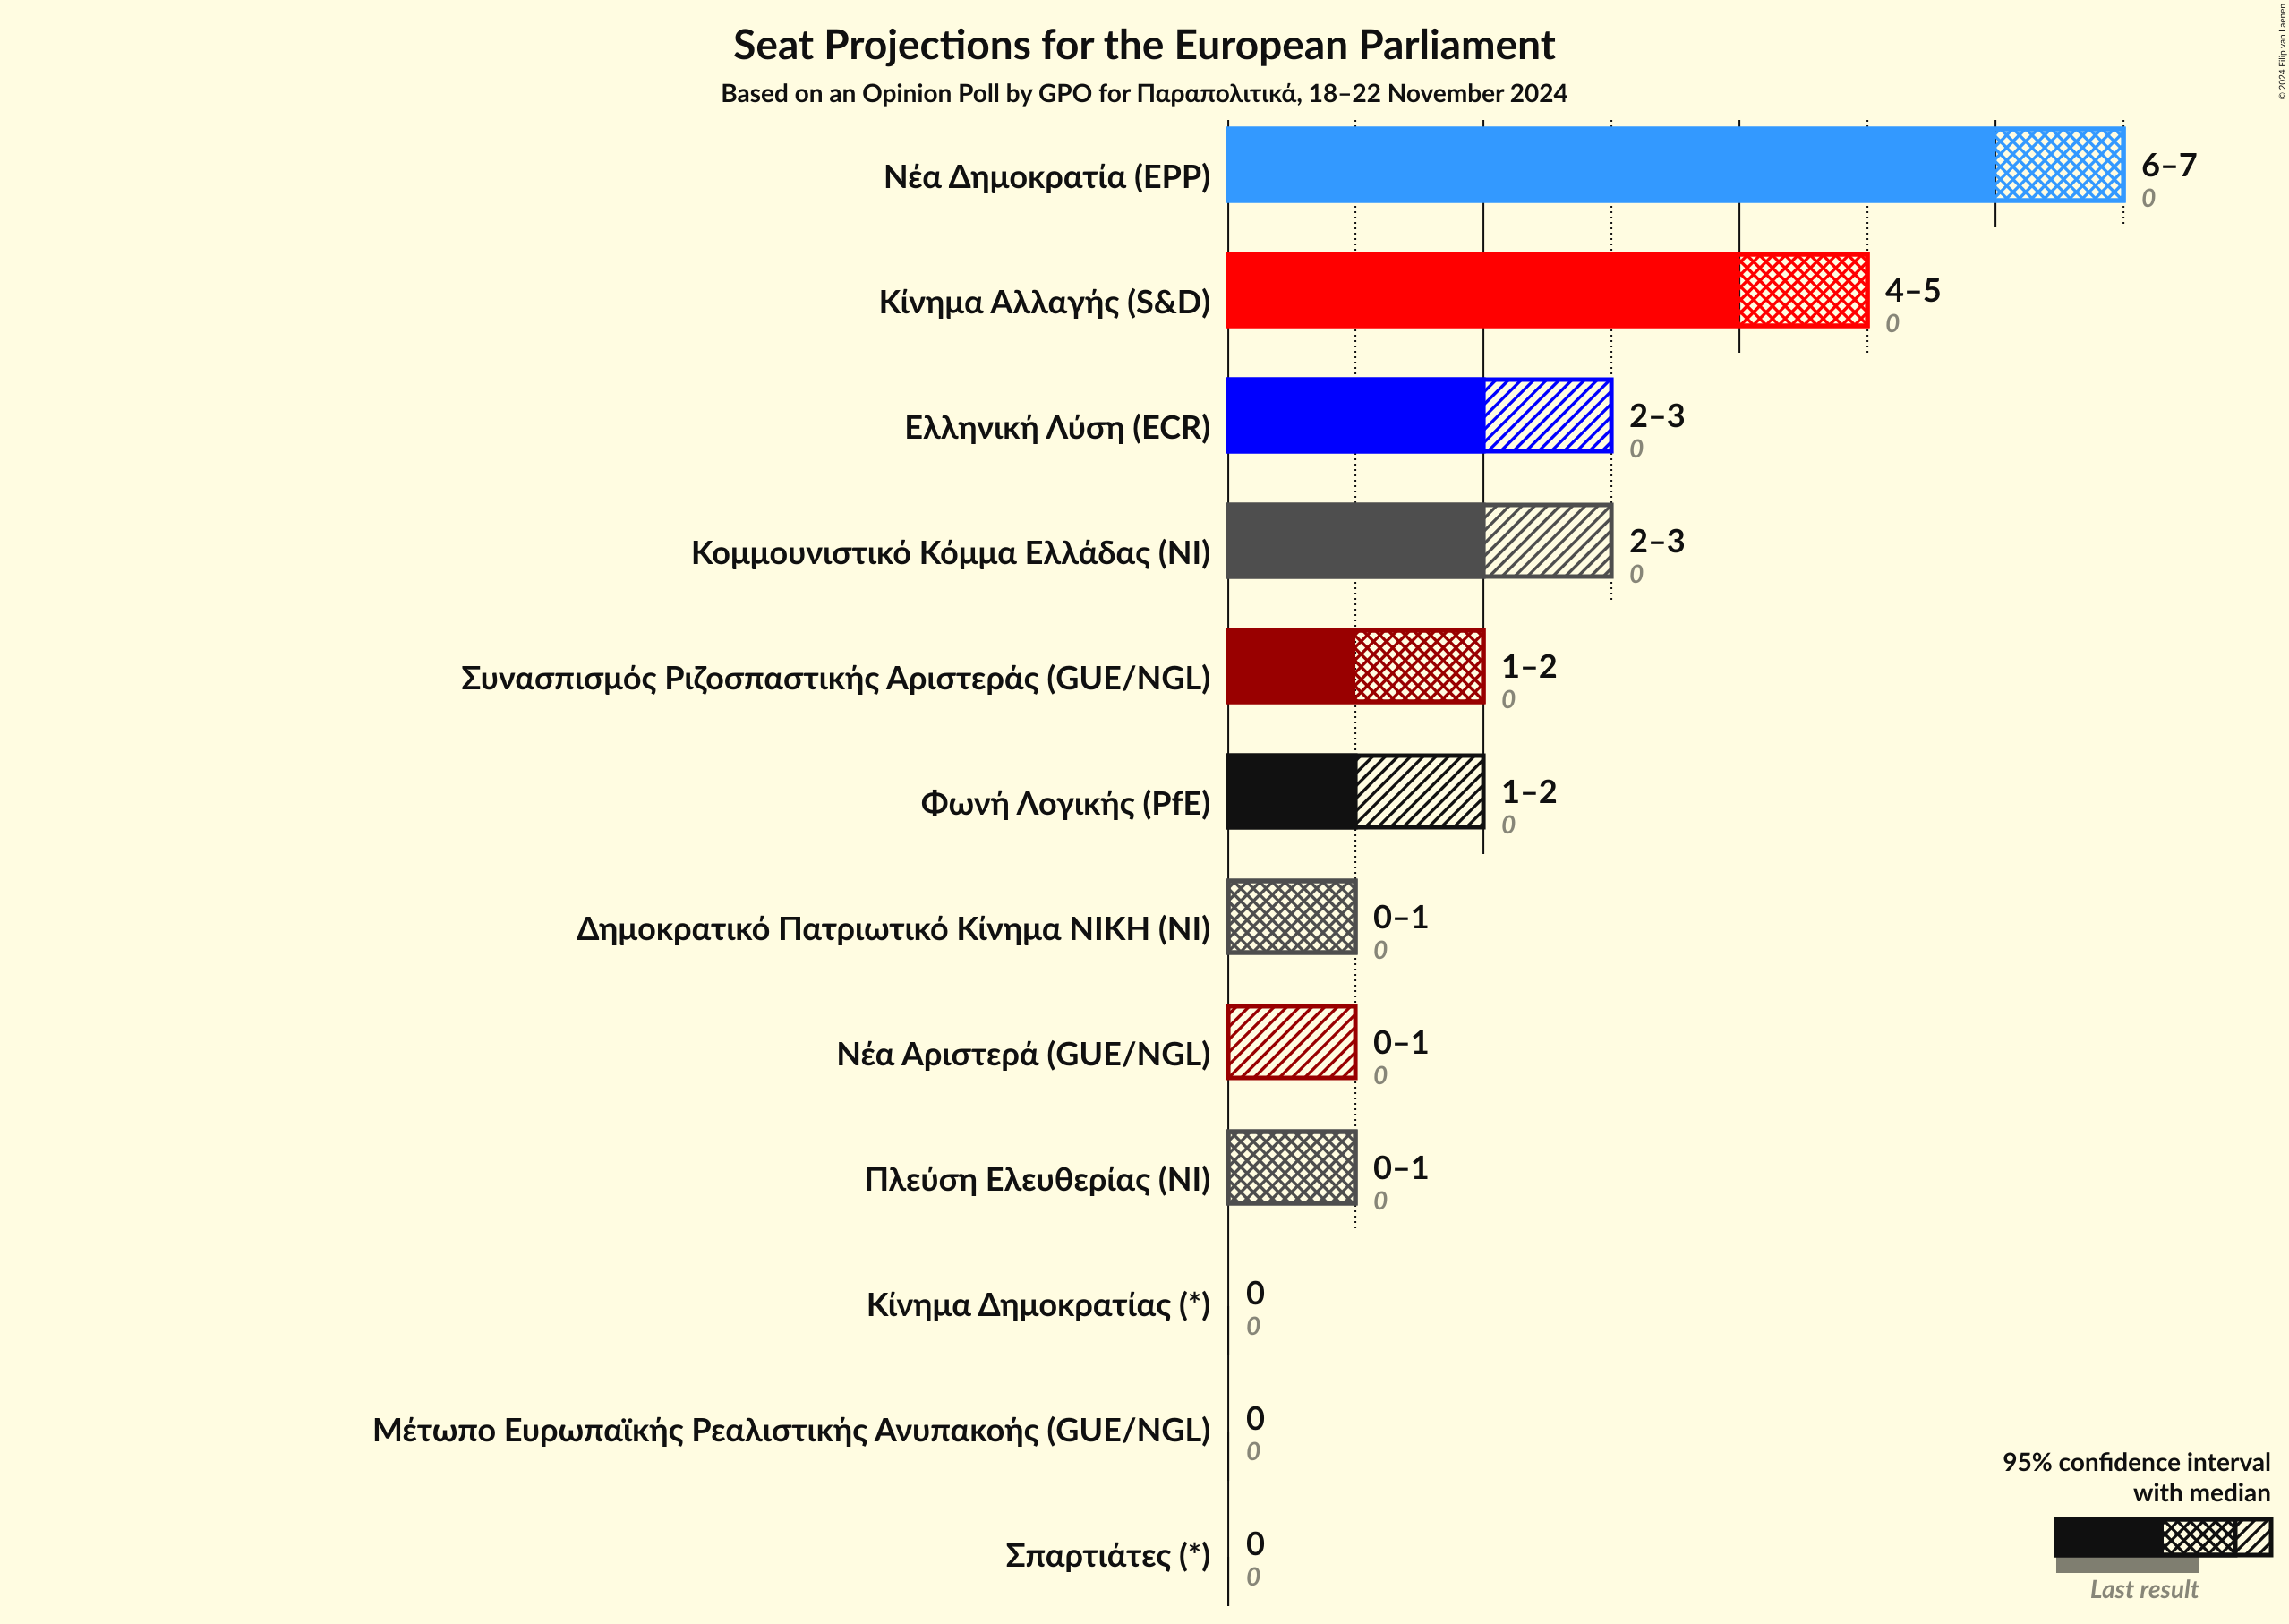 Seat Projections for the European Parliament
Based on an Opinion Poll by GPO for Παραπολιτικά, 18–22 November 2024
© 2024 Filip van Laenen
Νέα Δημοκρατία (EPP)
6–7
0
Κίνημα Αλλαγής (S&D)
4–5
0
Ελληνική Λύση (ECR)
2–3
0
Κομμουνιστικό Κόμμα Ελλάδας (NI)
2–3
0
Συνασπισμός Ριζοσπαστικής Αριστεράς (GUE/NGL)
1–2
0
Φωνή Λογικής (PfE)
1–2
0
Δημοκρατικό Πατριωτικό Κίνημα ΝΙΚΗ (NI)
0–1
0
Νέα Αριστερά (GUE/NGL)
0–1
0
Πλεύση Ελευθερίας (NI)
0–1
0
Κίνημα Δημοκρατίας (*)
0
0
Μέτωπο Ευρωπαϊκής Ρεαλιστικής Ανυπακοής (GUE/NGL)
0
0
Σπαρτιάτες (*)
0
0
95% confidence interval
with median
Last result